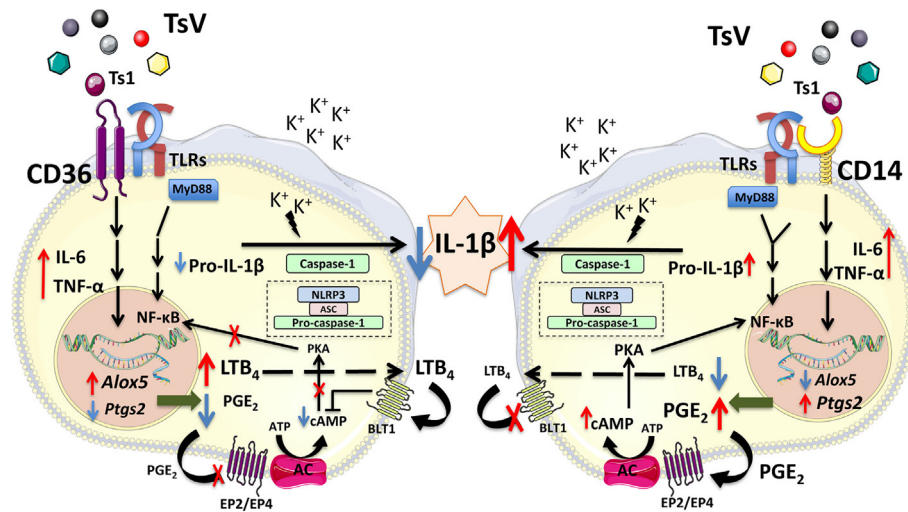 TsV
Ts1
CD36
TLRs
MyD88
K+
K+
K+
K+
K+
K+ K+
IL-6
TNF-α
Pro-IL-1β
Caspase-1
NLRP3
ASC
Pro-caspase-1
NF-κB
X
PKA
Alox5
Ptgs2
LTB4
PGE2
X
cAMP
ATP
AC
BLT1
LTB4
PGE2
X
EP2/EP4
IL-1β
TsV
Ts1
TLRs
CD14
MyD88
K+
K+
K+
K+
K+
K+ K+
Pro-IL-1β
IL-6
TNF-α
Caspase-1
NLRP3
ASC
Pro-caspase-1
PKA
NF-κB
LTB4
X
BLT1
LTB4
Alox5
Ptgs2
cAMP
PGE2
ATP
AC
EP2/EP4
PGE2